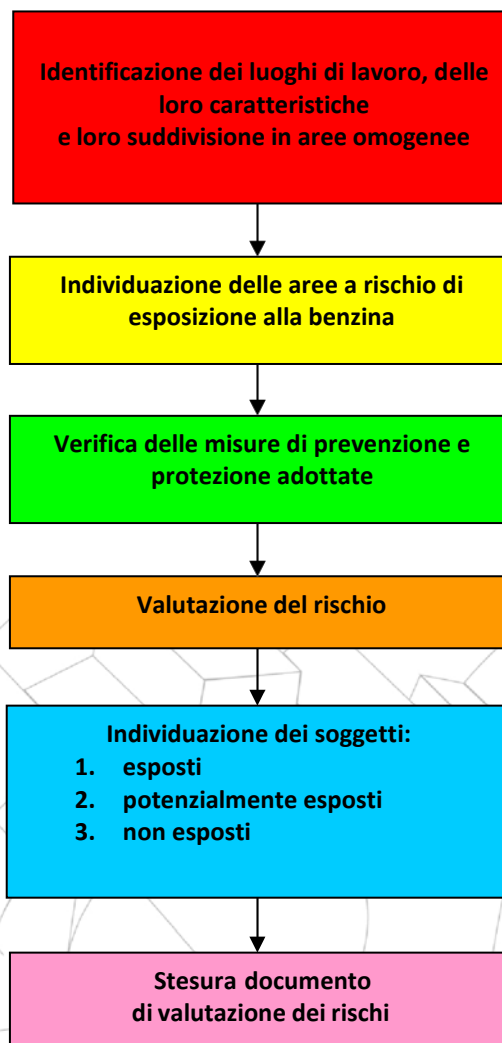 Identificazione dei luoghi di lavoro, delle
loro caratteristiche
e loro suddivisione in aree omogenee
Individuazione delle aree a rischio di
esposizione alla benzina
Verifica delle misure di prevenzione e
protezione adottate
Valutazione del rischio
Individuazione dei soggetti:
1. esposti
2. potenzialmente esposti
3. non esposti
Stesura documento
di valutazione dei rischi